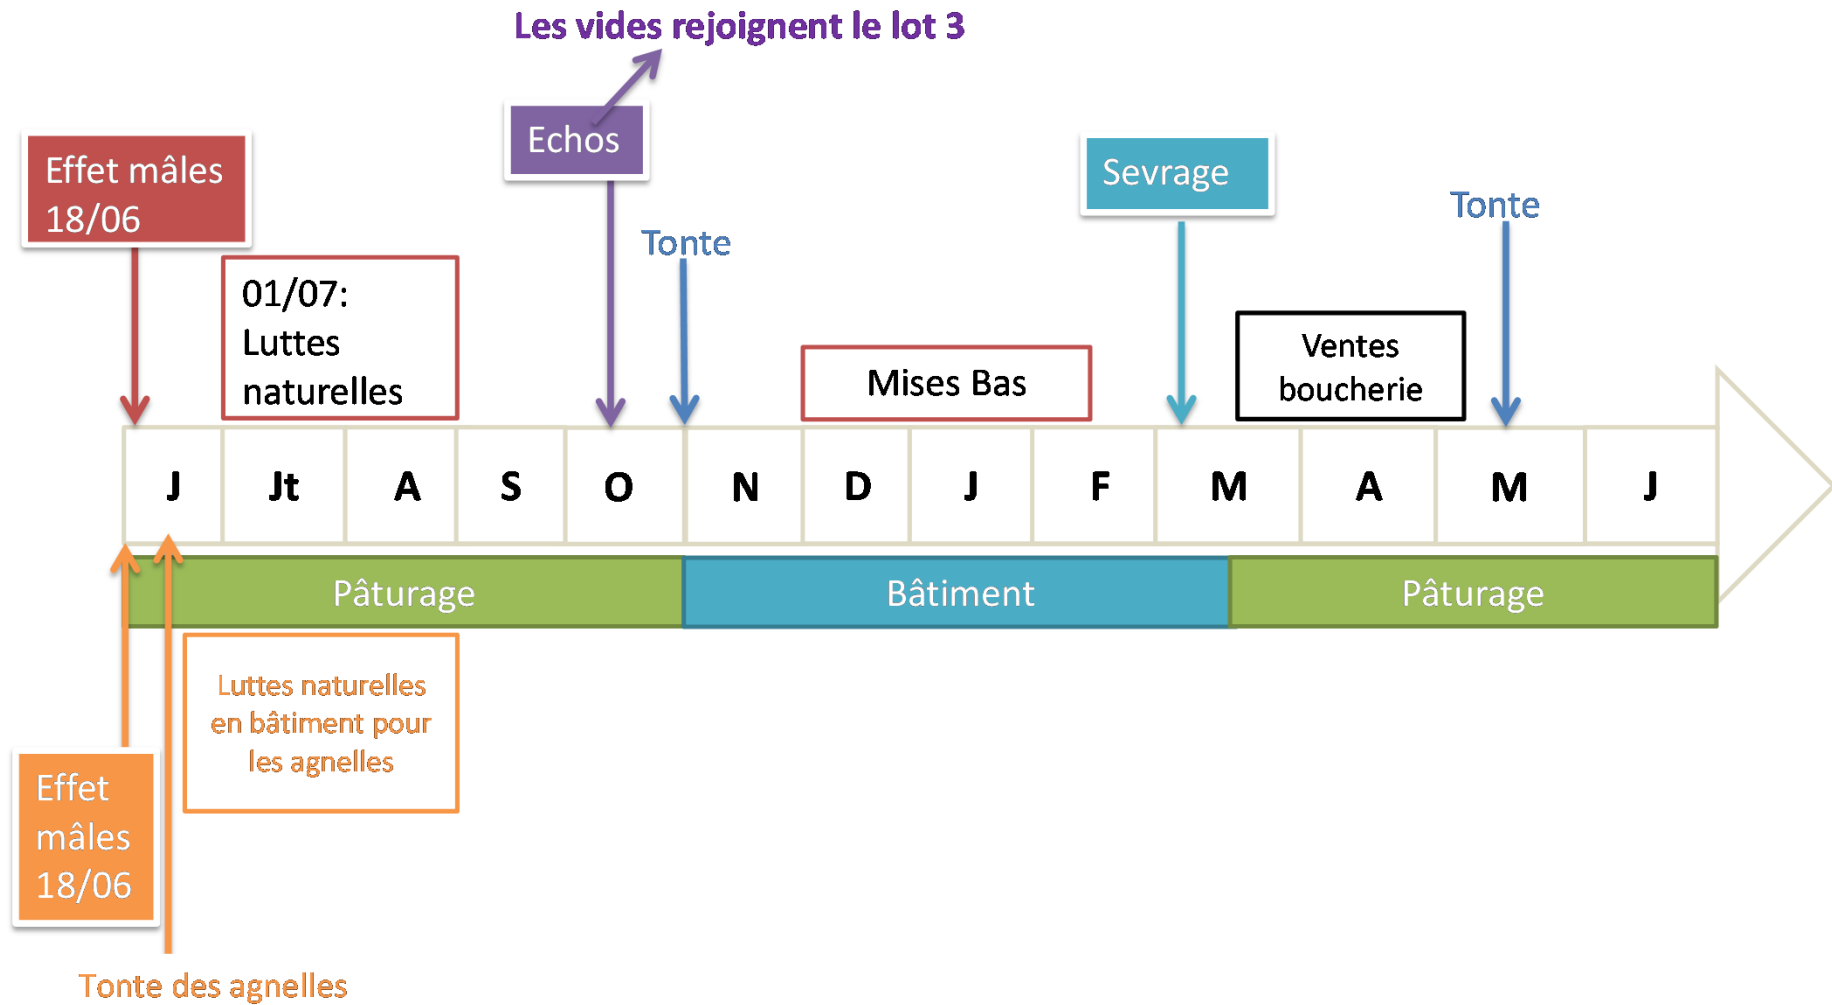 Les vides rejoignent le lot 3
Echos
Effet mâles
18/06
Sevrage
Tonte
Tonte
01/07:
Luttes
naturelles
Ventes
boucherie
Mises Bas
J Jt A S O N D J F M A M J
Pâturage Bâtiment Pâturage
Luttes naturelles
en bâtiment pour
les agnelles
Effet
mâles
18/06
Tonte des agnelles